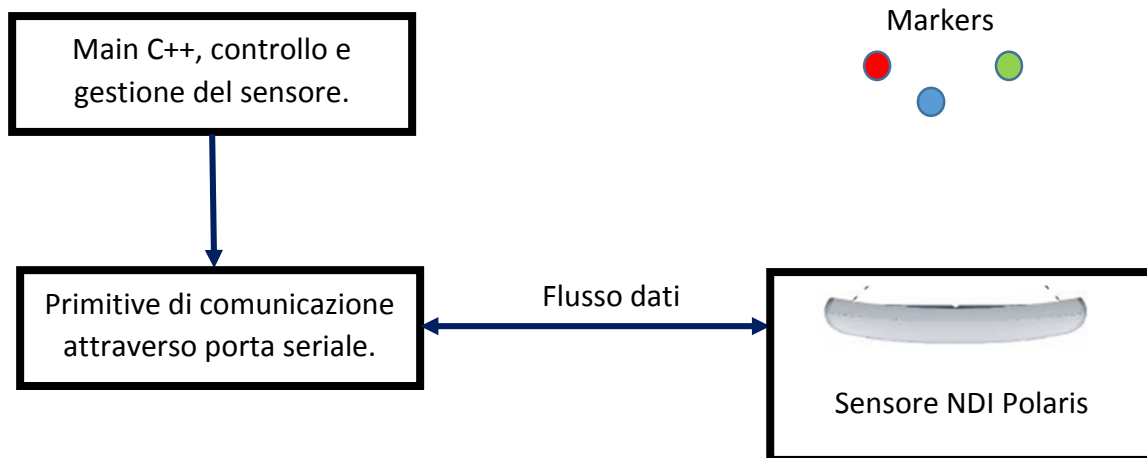 Main C++, controllo e
gestione del sensore.
Markers
Primitive di comunicazione
attraverso porta seriale.
Flusso dati
Sensore NDI Polaris